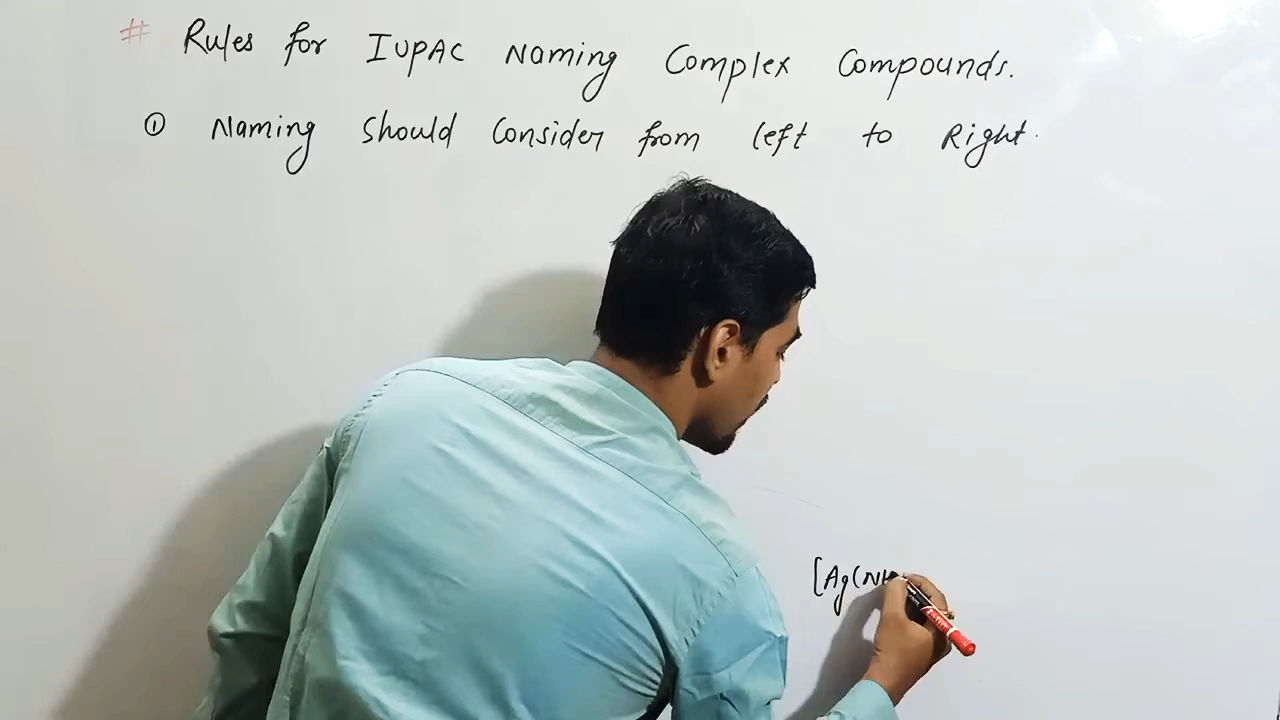 # Rules for IUPAC Naming Complex Compounds.
① Naming should Consider from left to Right.
[Ag(NH